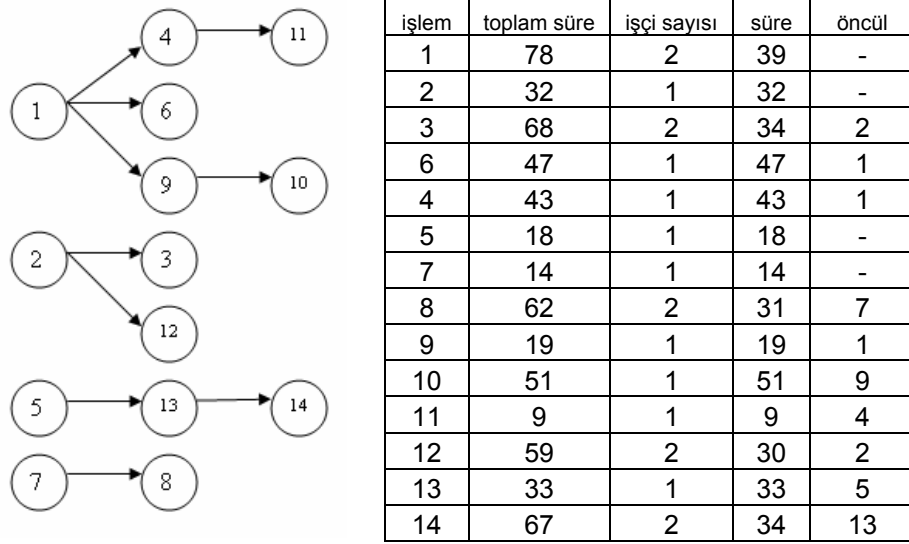 4 11
1 6
9 10
2 3
12
5 13 14
7 8
işlem toplam süre işçi sayısı süre öncül
1 78 2 39 -
2 32 1 32 -
3 68 2 34 2
6 47 1 47 1
4 43 1 43 1
5 18 1 18 -
7 14 1 14 -
8 62 2 31 7
9 19 1 19 1
10 51 1 51 9
11 9 1 9 4
12 59 2 30 2
13 33 1 33 5
14 67 2 34 13